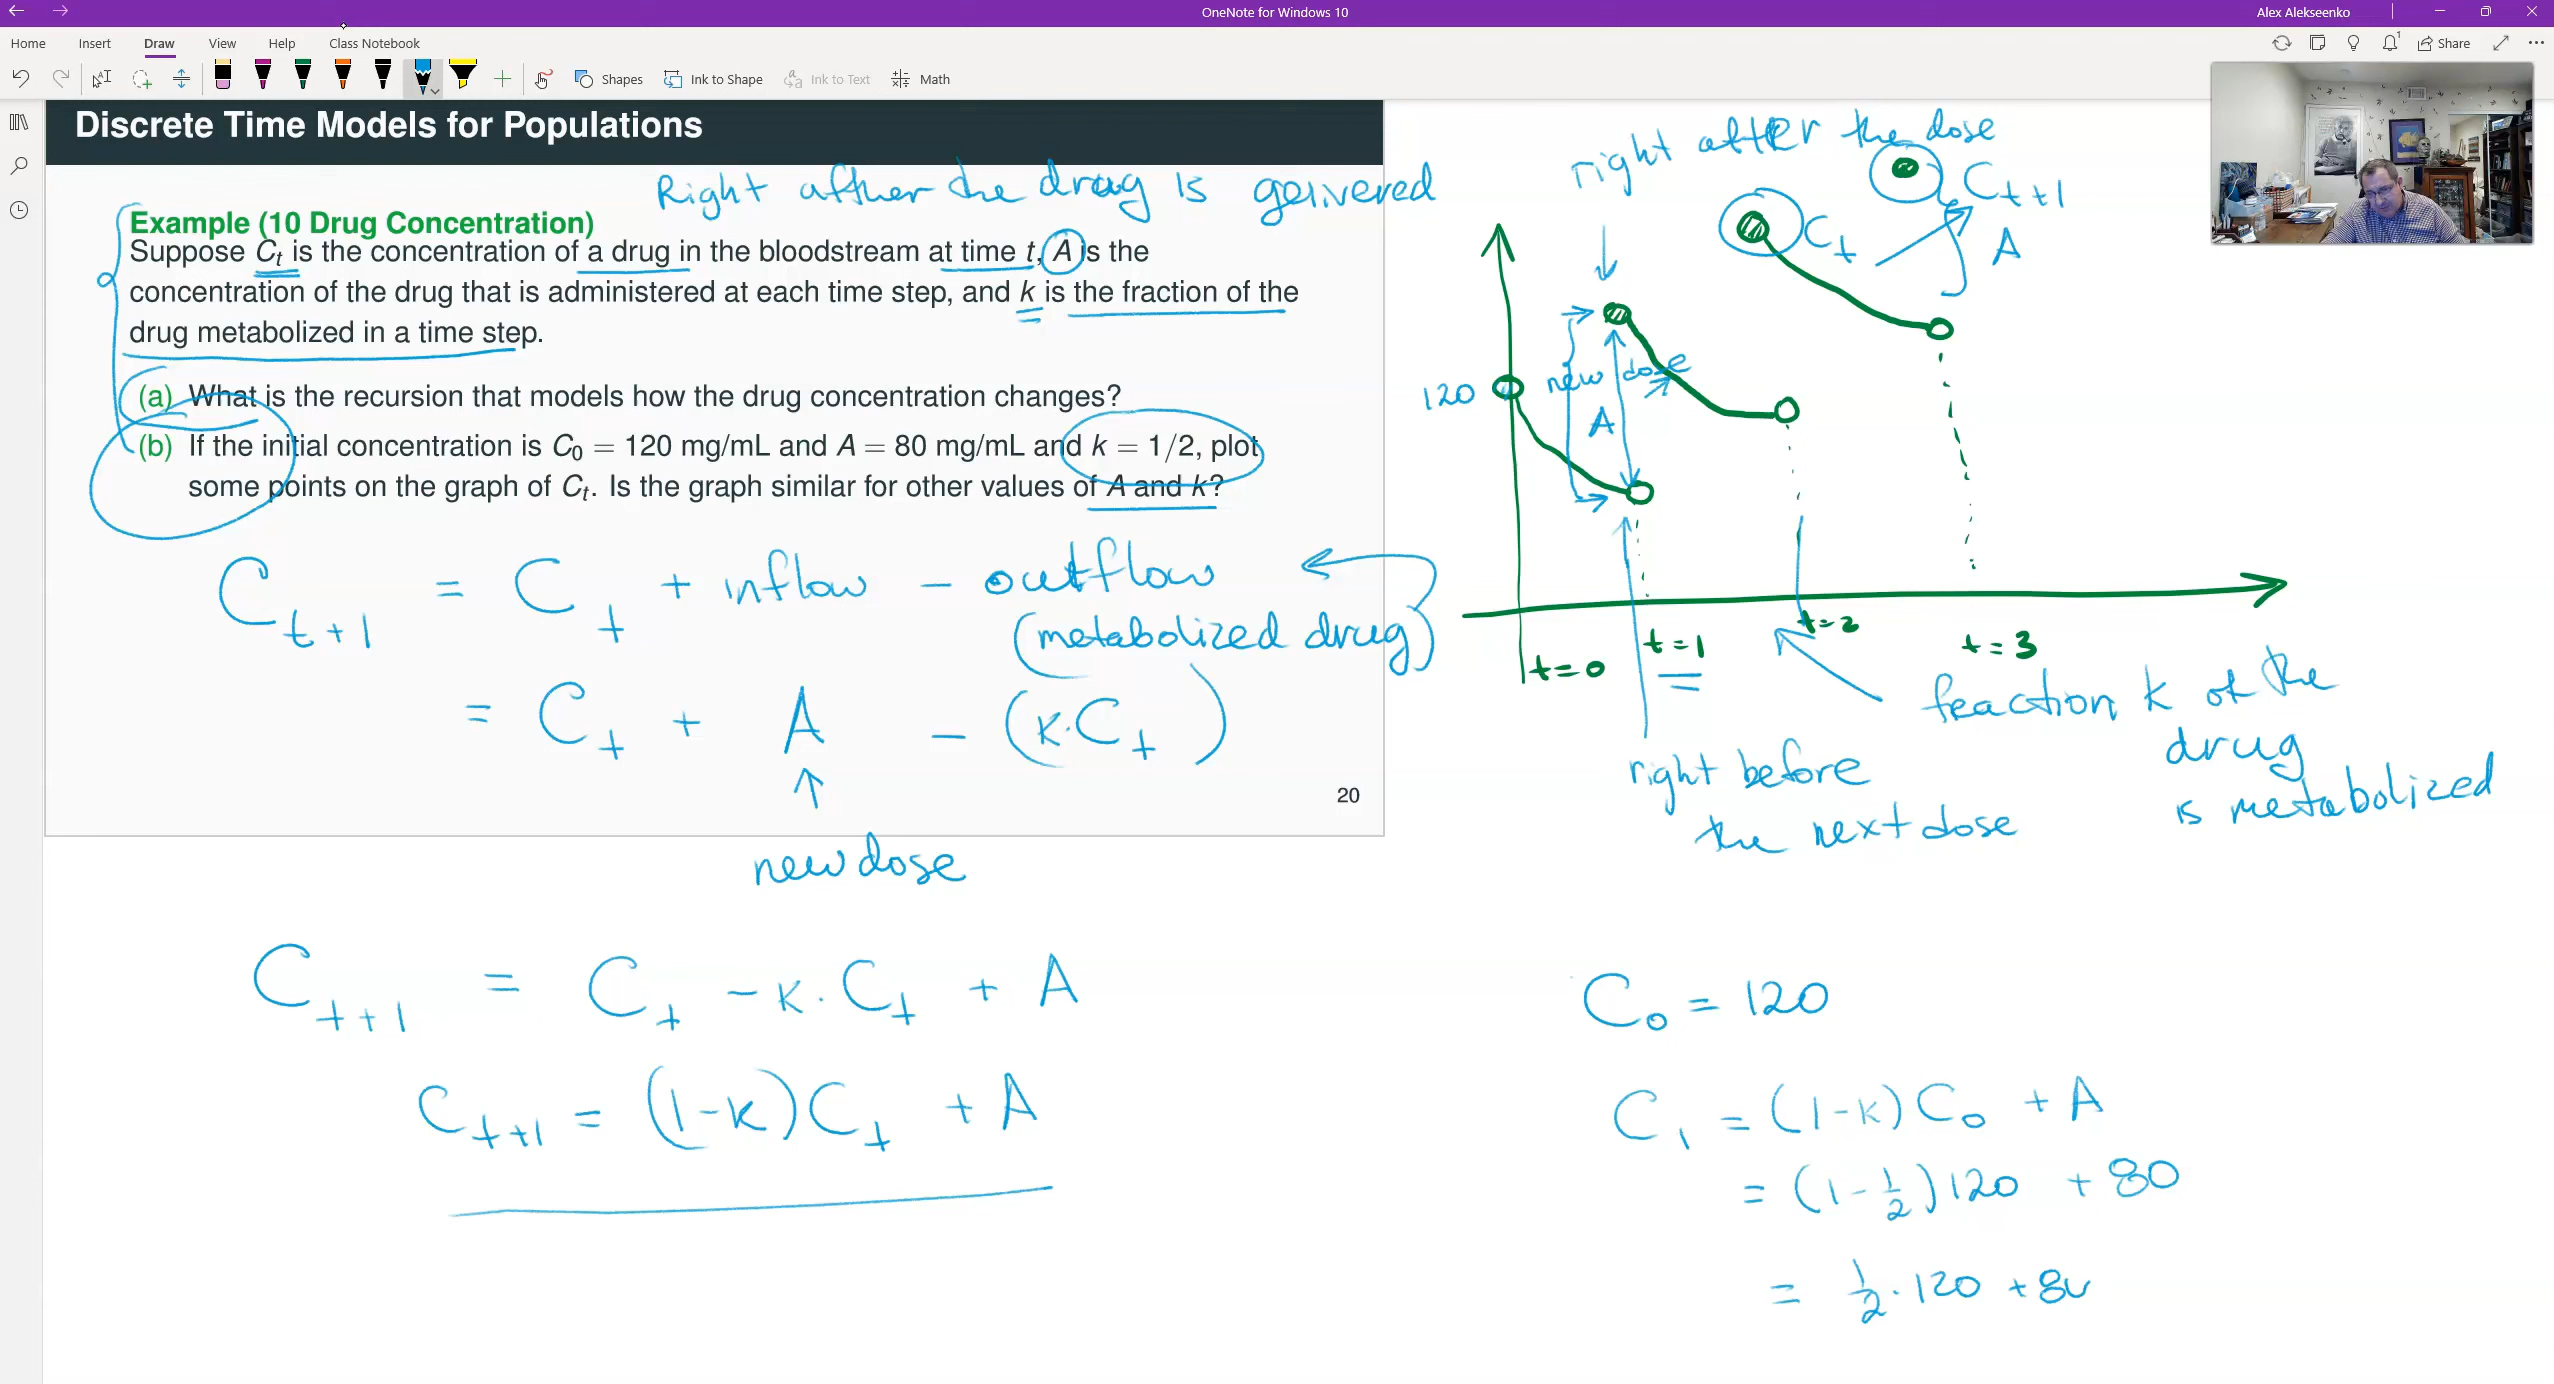 OneNote for Windows 10
Alex Alekseenko
Home Insert Draw View Help Class Notebook
Share
Shapes Ink to Shape Ink to Text Math
Discrete Time Models for Populations
Right afther the drug is gerivered
Example (10 Drug Concentration)
Suppose Cₜ is the concentration of a drug in the bloodstream at time t, A is the
concentration of the drug that is administered at each time step, and k is the fraction of the
drug metabolized in a time step.
(a) What is the recursion that models how the drug concentration changes?
(b) If the initial concentration is C₀ = 120 mg/mL and A = 80 mg/mL and k = 1/2, plot
some points on the graph of Cₜ. Is the graph similar for other values of A and k?
Cₜ₊₁ = Cₜ + inflow − outflow
(metabolized drug)
= Cₜ + A − (k·Cₜ)
20
new dose
Cₜ₊₁ = Cₜ − k·Cₜ + A
Cₜ₊₁ = (1−k)Cₜ + A
right after the dose
Cₜ₊₁
Cₜ
A
120
new dose
A
t=0
t=1
t=2
t=3
fraction k of the
drug
is metabolized
right before
the next dose
C₀ = 120
C₁ = (1−k)C₀ + A
= (1−½)120 + 80
= ½·120 + 80